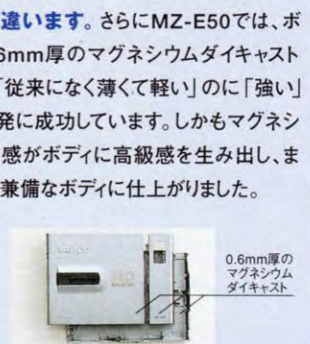 違います。さらにMZ-E50では、ボ
6mm厚のマグネシウムダイキャスト
「従来になく薄くて軽い」のに「強い」
発に成功しています。しかもマグネシ
感がボディに高級感を生み出し、ま
兼備なボディに仕上がりました。
0.6mm厚の
マグネシウム
ダイキャスト